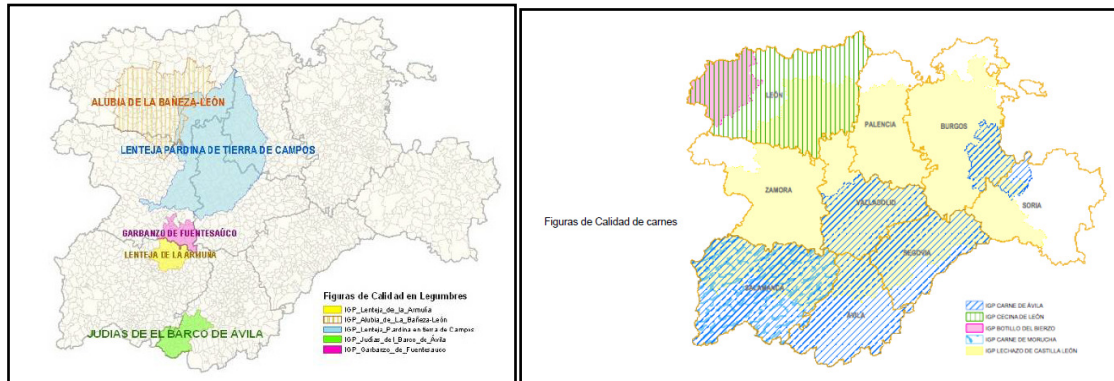 ALUBIA DE LA BAÑEZA-LEÓN
LENTEJA PARDINA DE TIERRA DE CAMPOS
GARBANZO DE FUENTESAÚCO
LENTEJA DE LA ARMUÑA
JUDÍAS DE EL BARCO DE ÁVILA
Figuras de Calidad en Legumbres
IGP_Lenteja_de_la_Armuña
IGP_Alubia_de_La_Bañeza-León
IGP_Lenteja_Pardina en tierra de Campos
IGP_Judías_del_Barco_de_Ávila
IGP_Garbanzo_de_Fuentesauco
LEÓN
PALENCIA
BURGOS
ZAMORA
VALLADOLID
SORIA
SEGOVIA
SALAMANCA
ÁVILA
Figuras de Calidad de carnes
IGP CARNE DE ÁVILA
IGP CECINA DE LEÓN
IGP BOTILLO DEL BIERZO
IGP CARNE DE MORUCHA
IGP LECHAZO DE CASTILLA LEÓN